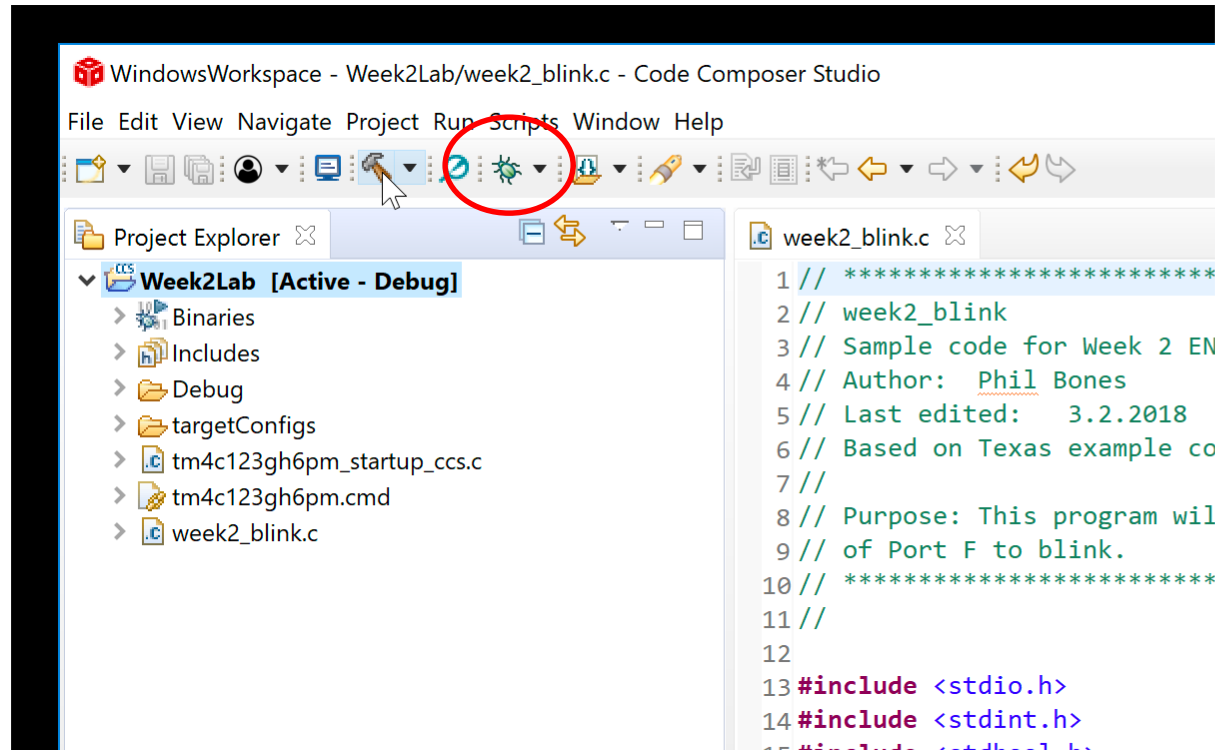 WindowsWorkspace - Week2Lab/week2_blink.c - Code Composer Studio
File Edit View Navigate Project Run Scripts Window Help
Project Explorer
Week2Lab [Active - Debug]
Binaries
Includes
Debug
targetConfigs
tm4c123gh6pm_startup_ccs.c
tm4c123gh6pm.cmd
week2_blink.c
week2_blink.c
1 // *************************
2 // week2_blink
3 // Sample code for Week 2 EN
4 // Author:  Phil Bones
5 // Last edited:   3.2.2018
6 // Based on Texas example co
7 //
8 // Purpose: This program wil
9 // of Port F to blink.
10 // *************************
11 //
12
13 #include <stdio.h>
14 #include <stdint.h>
15 #include <stdbool.h>